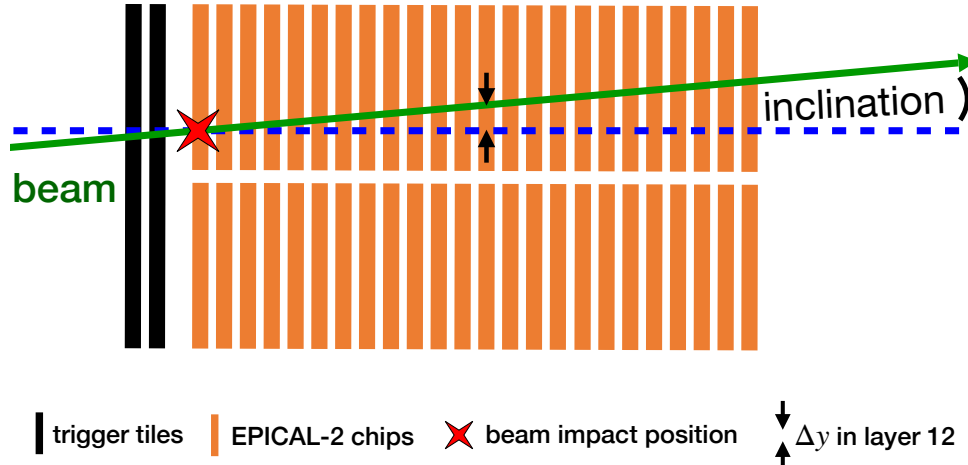 inclination
beam
trigger tiles
EPICAL-2 chips
beam impact position
Δy in layer 12